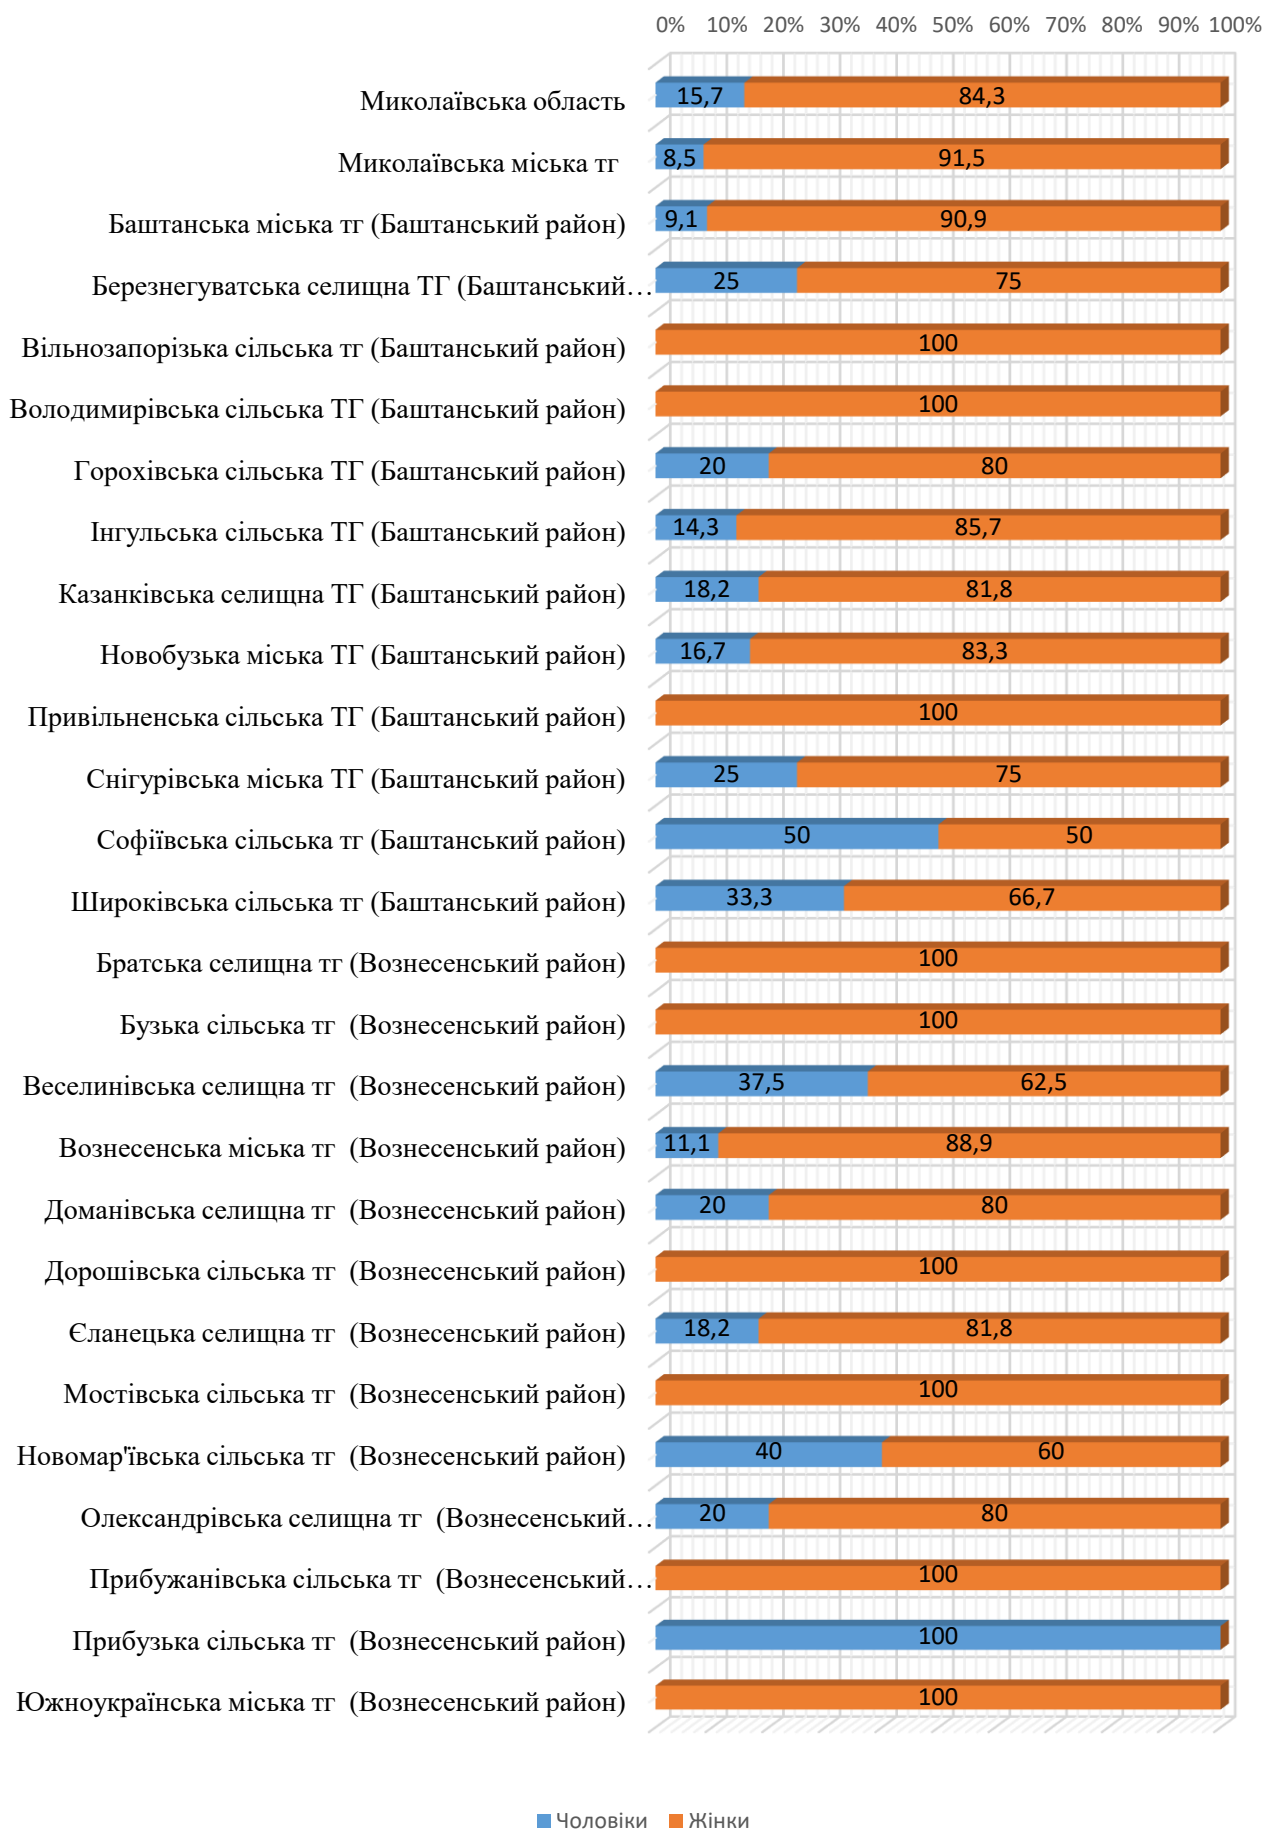 0% 10% 20% 30% 40% 50% 60% 70% 80% 90% 100%
Миколаївська область 15,7 84,3
Миколаївська міська тг 8,5 91,5
Баштанська міська тг (Баштанський район) 9,1 90,9
Березнегуватська селищна ТГ (Баштанський… 25 75
Вільнозапорізька сільська тг (Баштанський район) 100
Володимирівська сільська ТГ (Баштанський район) 100
Горохівська сільська ТГ (Баштанський район) 20 80
Інгульська сільська ТГ (Баштанський район) 14,3 85,7
Казанківська селищна ТГ (Баштанський район) 18,2 81,8
Новобузька міська ТГ (Баштанський район) 16,7 83,3
Привільненська сільська ТГ (Баштанський район) 100
Снігурівська міська ТГ (Баштанський район) 25 75
Софіївська сільська тг (Баштанський район) 50 50
Широківська сільська тг (Баштанський район) 33,3 66,7
Братська селищна тг (Вознесенський район) 100
Бузька сільська тг (Вознесенський район) 100
Веселинівська селищна тг (Вознесенський район) 37,5 62,5
Вознесенська міська тг (Вознесенський район) 11,1 88,9
Доманівська селищна тг (Вознесенський район) 20 80
Дорошівська сільська тг (Вознесенський район) 100
Єланецька селищна тг (Вознесенський район) 18,2 81,8
Мостівська сільська тг (Вознесенський район) 100
Новомар'ївська сільська тг (Вознесенський район) 40 60
Олександрівська селищна тг (Вознесенський… 20 80
Прибужанівська сільська тг (Вознесенський… 100
Прибузька сільська тг (Вознесенський район) 100
Южноукраїнська міська тг (Вознесенський район) 100
Чоловіки Жінки